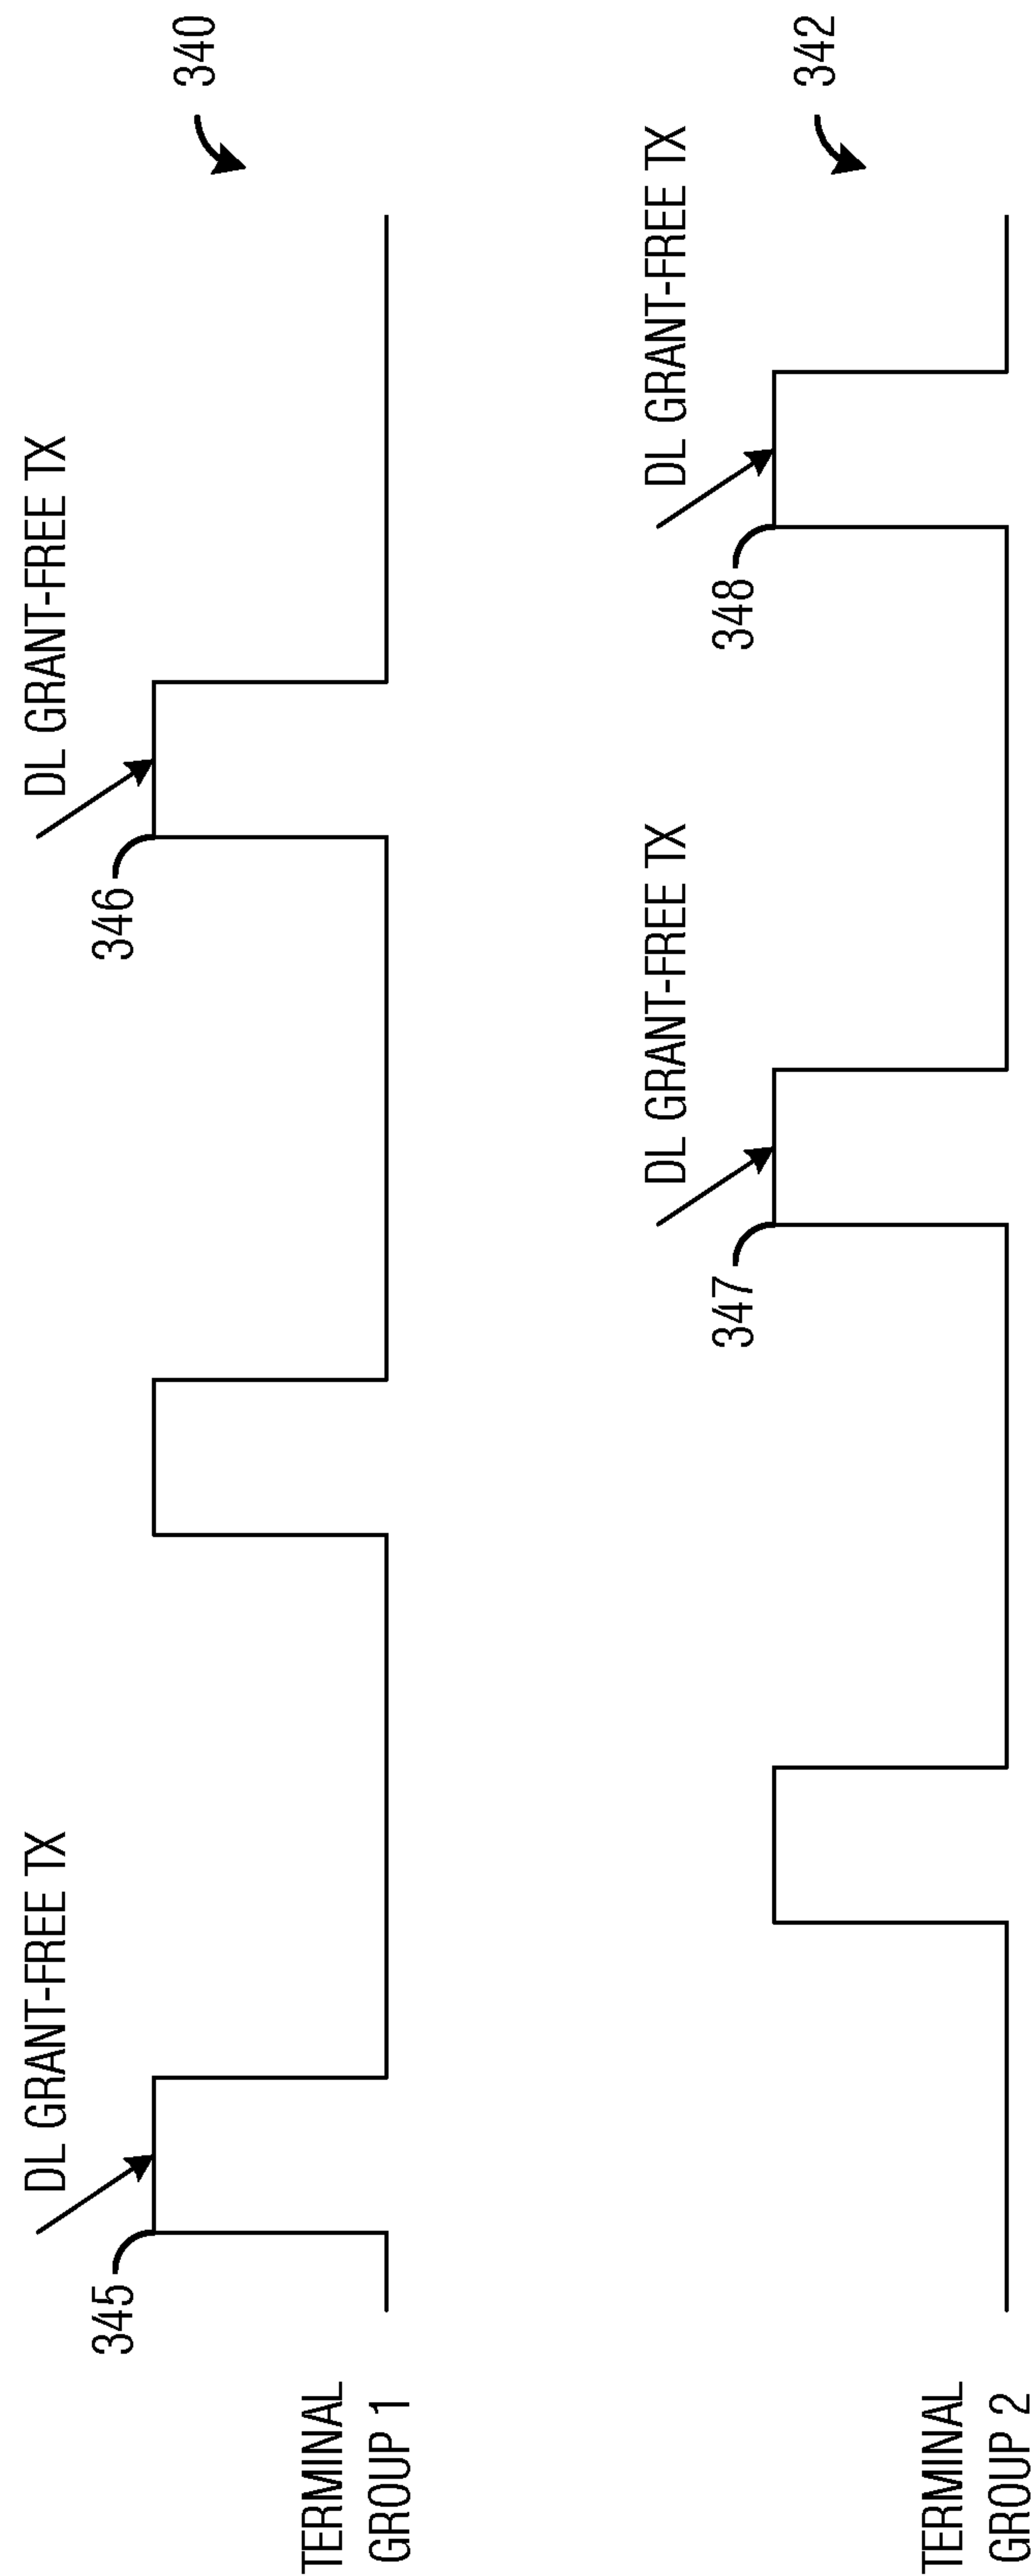 DL GRANT-FREE TX
DL GRANT-FREE TX
345
346
340
TERMINAL
GROUP 1
DL GRANT-FREE TX
DL GRANT-FREE TX
347
348
342
TERMINAL
GROUP 2